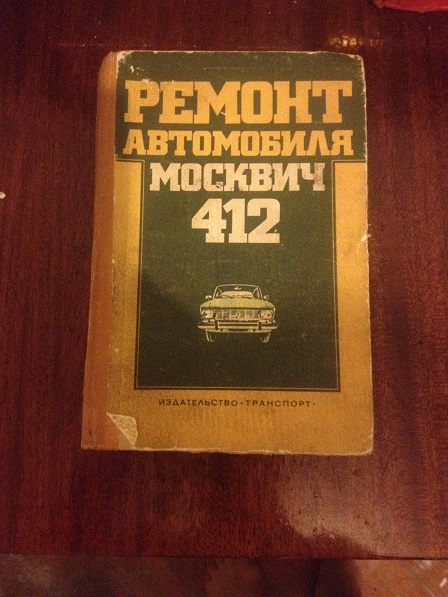 РЕМОНТ
АВТОМОБИЛЯ
МОСКВИЧ
412
ИЗДАТЕЛЬСТВО • ТРАНСПОРТ •